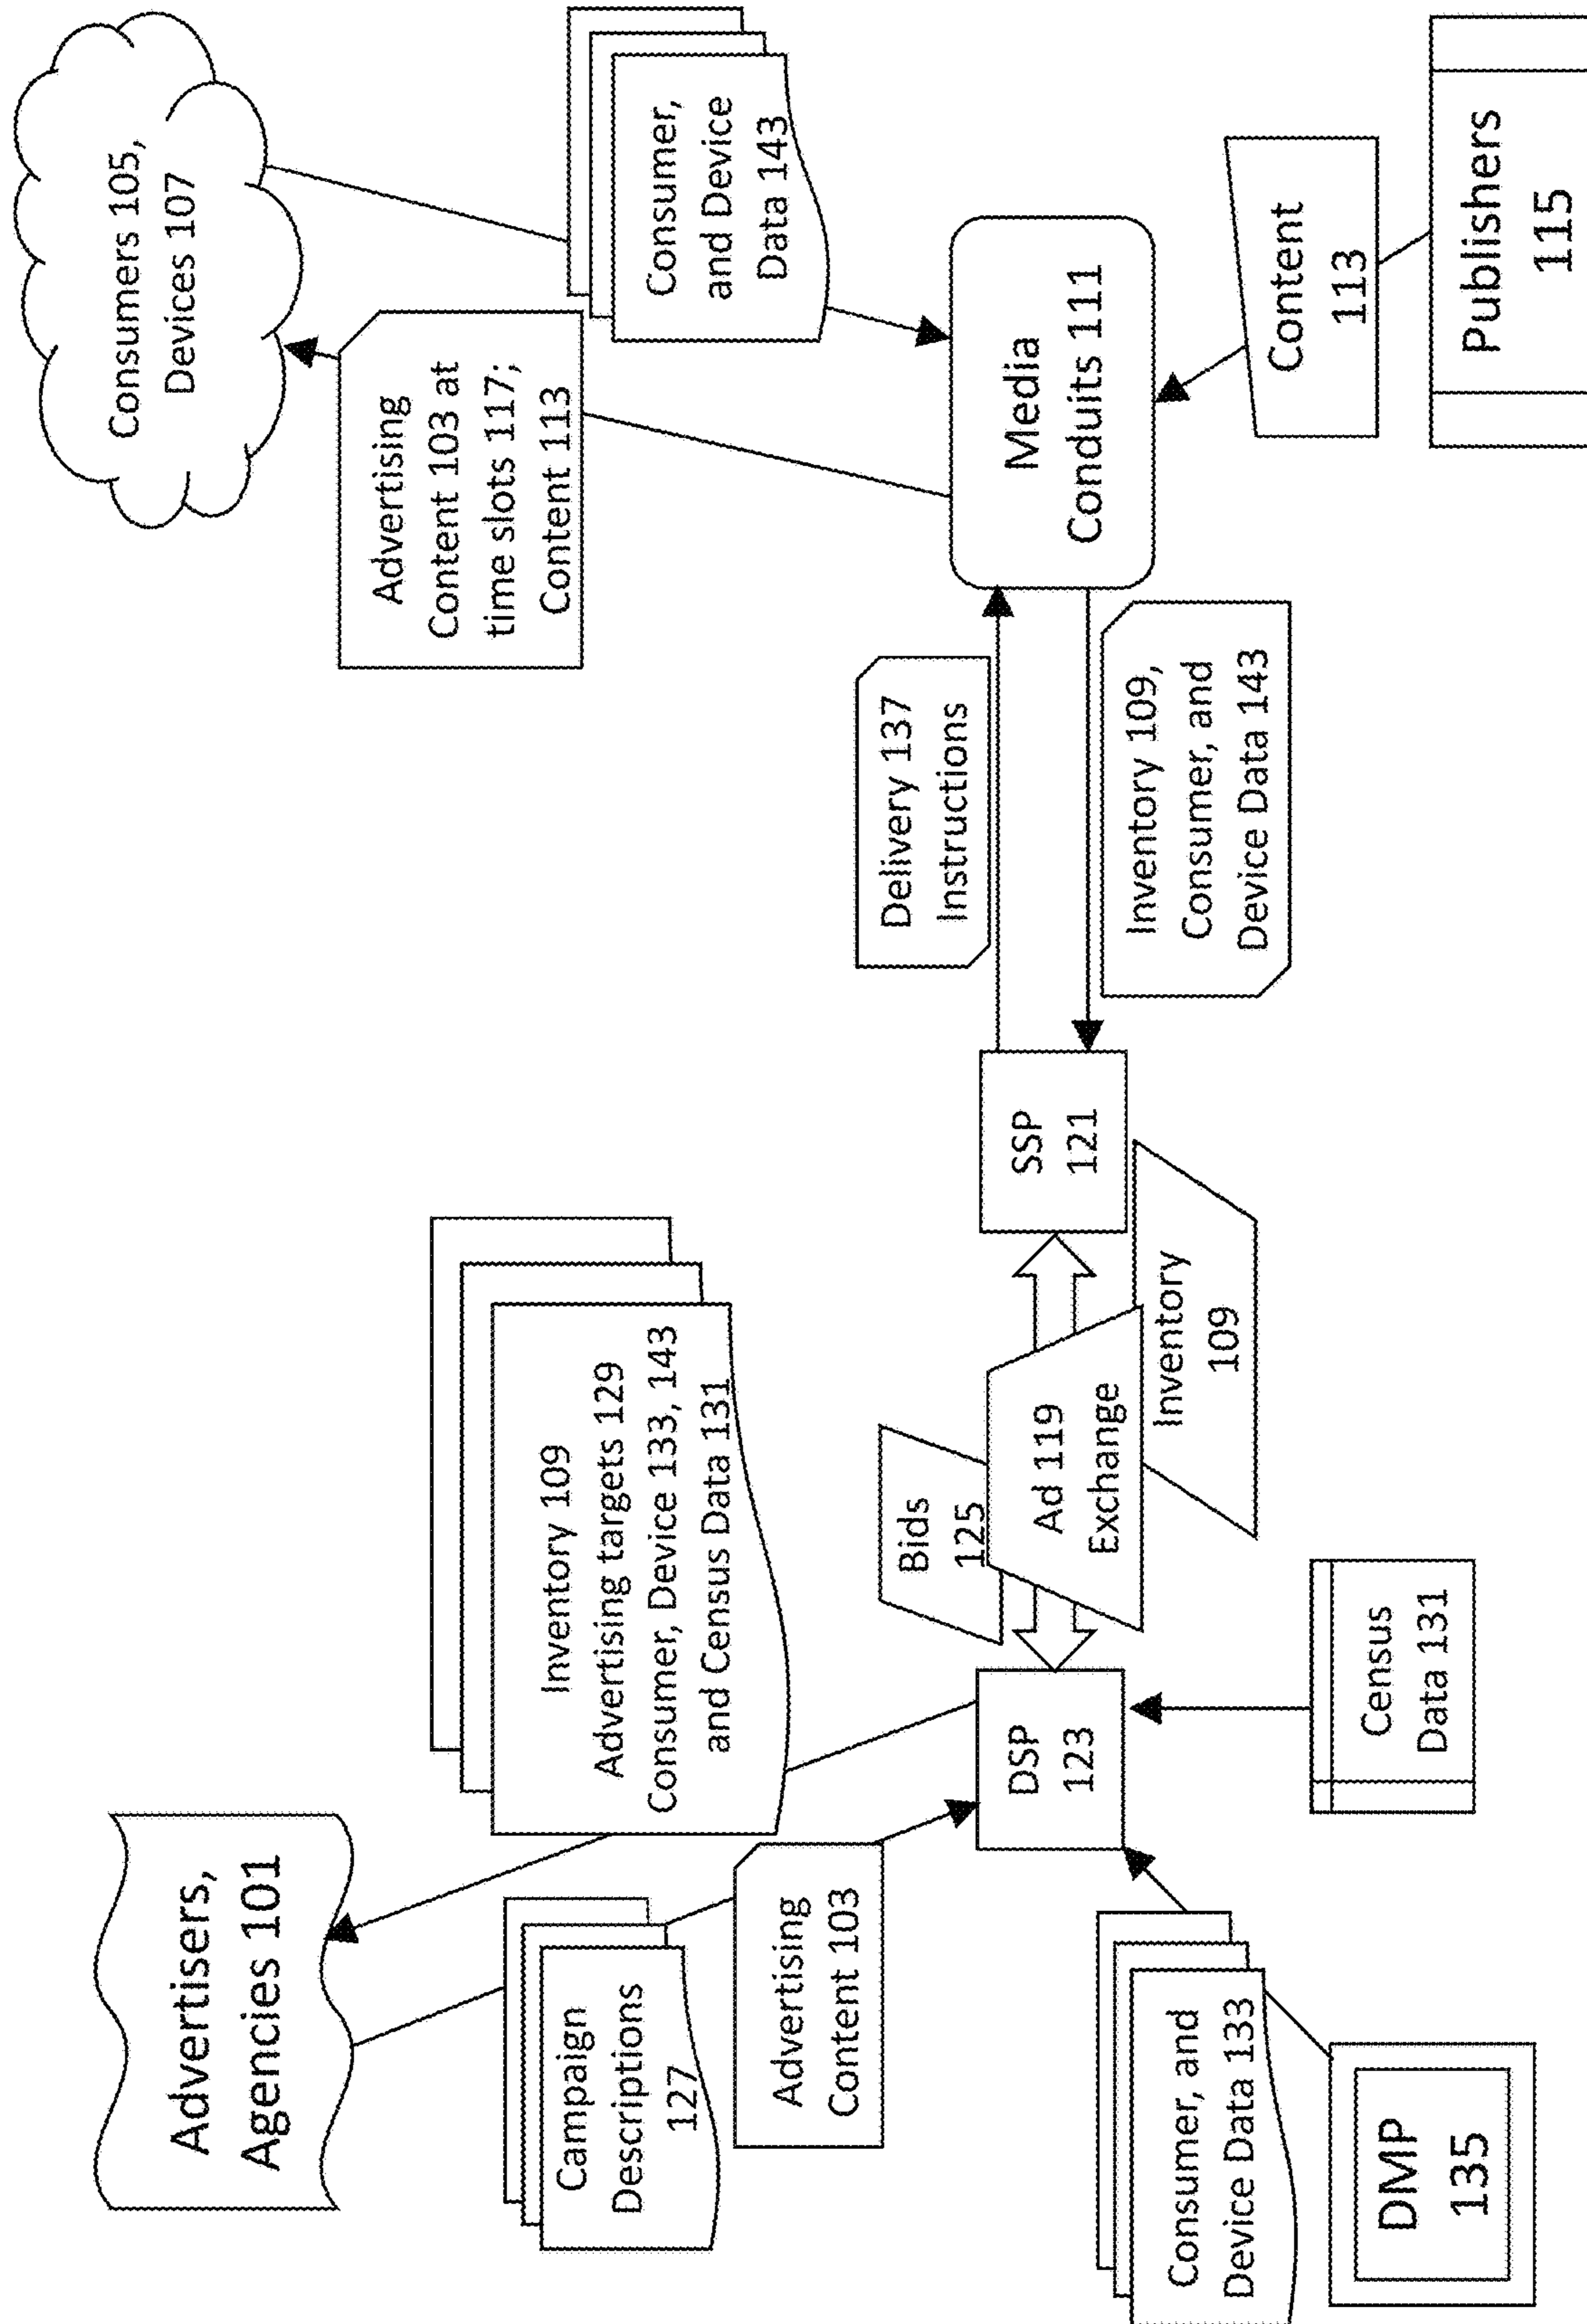 Advertisers,
Agencies 101
Campaign
Descriptions
127
Advertising
Content 103
Inventory 109
Advertising targets 129
Consumer, Device 133, 143
and Census Data 131
Advertising
Content 103 at
time slots 117;
Content 113
Consumers 105,
Devices 107
Consumer,
and Device
Data 143
Consumer, and
Device Data 133
DMP
135
DSP
123
Census
Data 131
Bids
125
Ad 119
Exchange
Inventory
109
SSP
121
Delivery 137
Instructions
Inventory 109,
Consumer, and
Device Data 143
Media
Conduits 111
Content
113
Publishers
115